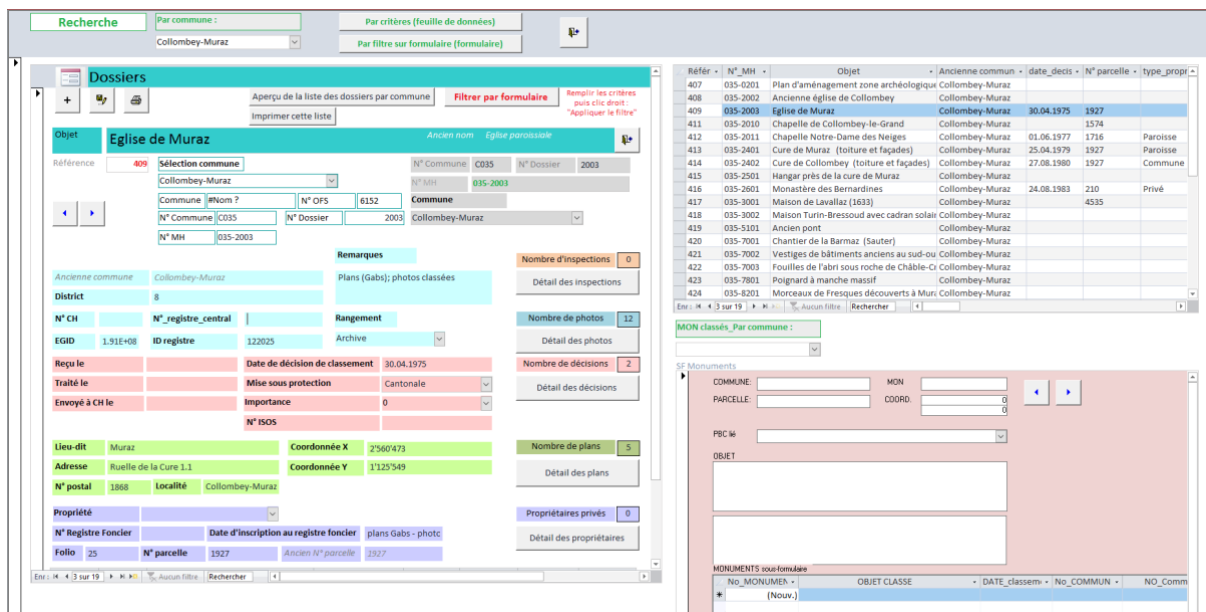 Recherche
Par commune :
Collombey-Muraz
Par critères (feuille de données)
Par filtre sur formulaire (formulaire)
Dossiers
Aperçu de la liste des dossiers par commune
Imprimer cette liste
Filtrer par formulaire
Remplir les critères
puis clic droit :
"Appliquer le filtre"
Objet Eglise de Muraz Ancien nom Eglise paroissiale
Référence 409 Sélection commune N° Commune C035 N° Dossier 2003
Collombey-Muraz N° MH 035-2003
Commune #Nom ? N° OFS 6152 Commune
N° Commune C035 N° Dossier 2003 Collombey-Muraz
N° MH 035-2003
Remarques
Nombre d'inspections 0
Ancienne commune Collombey-Muraz Plans (Gabs); photos classées
Détail des inspections
District 8
N° CH N°_registre_central Rangement Nombre de photos 12
EGID 1.91E+08 ID registre 122025 Archive Détail des photos
Reçu le Date de décision de classement 30.04.1975 Nombre de décisions 2
Traité le Mise sous protection Cantonale Détail des décisions
Envoyé à CH le Importance 0
N° ISOS
Lieu-dit Muraz Coordonnée X 2'560'473 Nombre de plans 5
Adresse Ruelle de la Cure 1.1 Coordonnée Y 1'125'549 Détail des plans
N° postal 1868 Localité Collombey-Muraz
Propriété Propriétaires privés 0
N° Registre Foncier Date d'inscription au registre foncier plans Gabs - photc
Détail des propriétaires
Folio 25 N° parcelle 1927 Ancien N° parcelle 1927
Enr : 3 sur 19 Aucun filtre Rechercher
Référ N°_MH Objet Ancienne commun date_decis N° parcelle type_propr
407 035-0201 Plan d'aménagement zone archéologique Collombey-Muraz
408 035-2002 Ancienne église de Collombey Collombey-Muraz
409 035-2003 Eglise de Muraz Collombey-Muraz 30.04.1975 1927
411 035-2010 Chapelle de Collombey-le-Grand Collombey-Muraz 1574
412 035-2011 Chapelle Notre-Dame des Neiges Collombey-Muraz 01.06.1977 1716 Paroisse
413 035-2401 Cure de Muraz (toiture et façades) Collombey-Muraz 25.04.1979 1927 Paroisse
414 035-2402 Cure de Collombey (toiture et façades) Collombey-Muraz 27.08.1980 1927 Commune
415 035-2501 Hangar près de la cure de Muraz Collombey-Muraz
416 035-2601 Monastère des Bernardines Collombey-Muraz 24.08.1983 210 Privé
417 035-3001 Maison de Lavallaz (1633) Collombey-Muraz 4535
418 035-3002 Maison Turin-Bressoud avec cadran solair Collombey-Muraz
419 035-5101 Ancien pont Collombey-Muraz
420 035-7001 Chantier de la Barmaz (Sauter) Collombey-Muraz
421 035-7002 Vestiges de bâtiments anciens au sud-ou Collombey-Muraz
422 035-7003 Fouilles de l'abri sous roche de Châble-Cr Collombey-Muraz
423 035-7801 Poignard à manche massif Collombey-Muraz
424 035-8201 Morceaux de Fresques découverts à Mura Collombey-Muraz
Enr : 3 sur 19 Aucun filtre Rechercher
MON classés_Par commune :
SF Monuments
COMMUNE: MON
PARCELLE: COORD. 0
0
PBC lié
OBJET
MONUMENTS sous-formulaire
No_MONUMEN OBJET CLASSE DATE_classem No_COMMUN NO_Comm
(Nouv.)